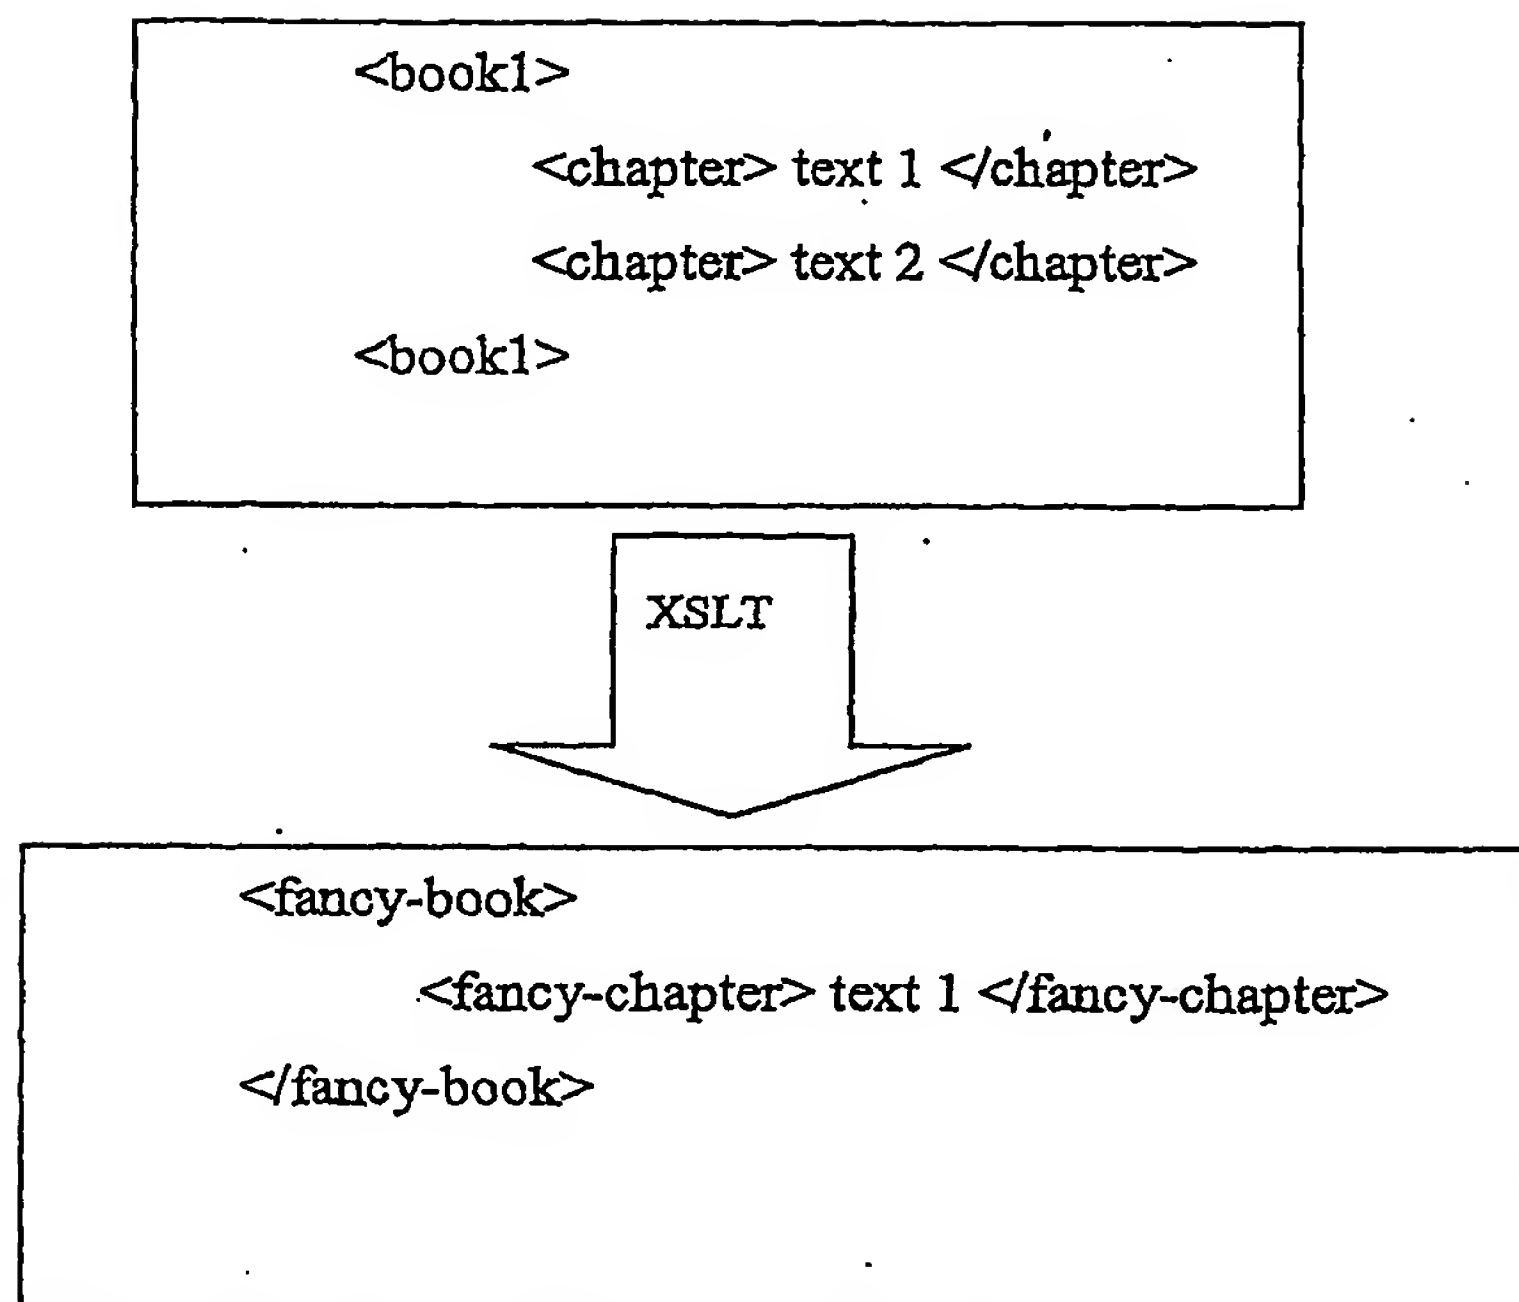 <book1>
<chapter> text 1 </chapter>
<chapter> text 2 </chapter>
<book1>
XSLT
<fancy-book>
<fancy-chapter> text 1 </fancy-chapter>
</fancy-book>